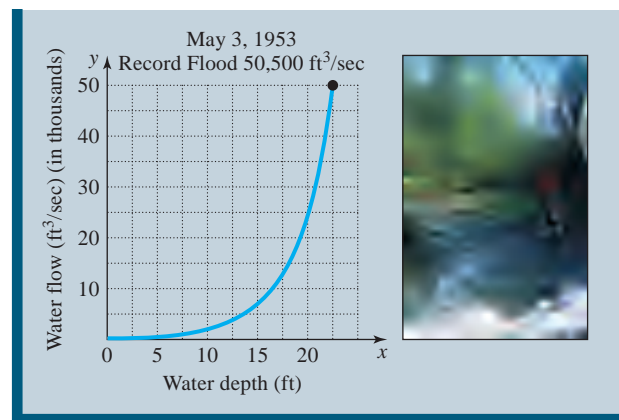 May 3, 1953
y Record Flood 50,500 ft³/sec
Water flow (ft³/sec) (in thousands)
50
40
30
20
10
0 5 10 15 20 x
Water depth (ft)